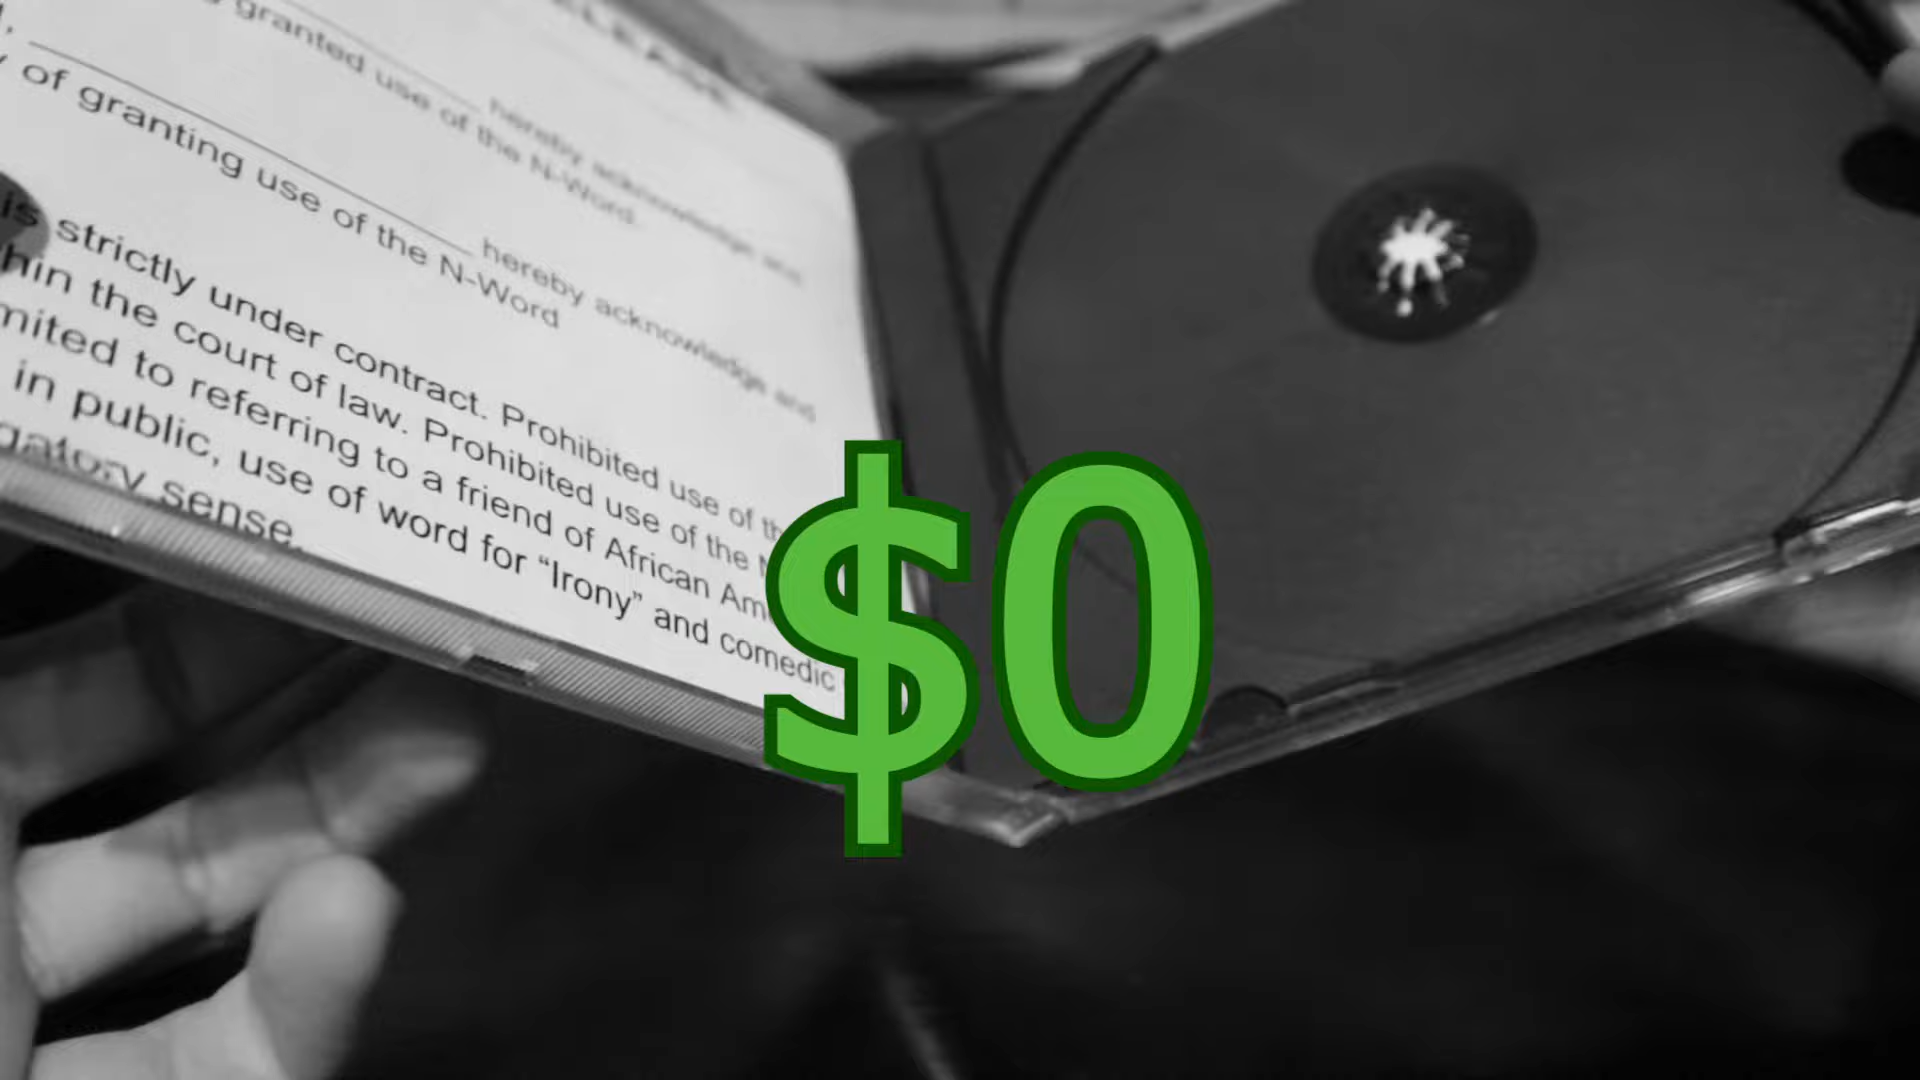 ELEASE
granted use of the N-Word.
hereby acknowledge and
of granting use of the N-Word
hereby acknowledge and
is strictly under contract. Prohibited use of
hin the court of law. Prohibited use of the
mited to referring to a friend of African Am
in public, use of word for “Irony” and comedic
gatory sense.
$0